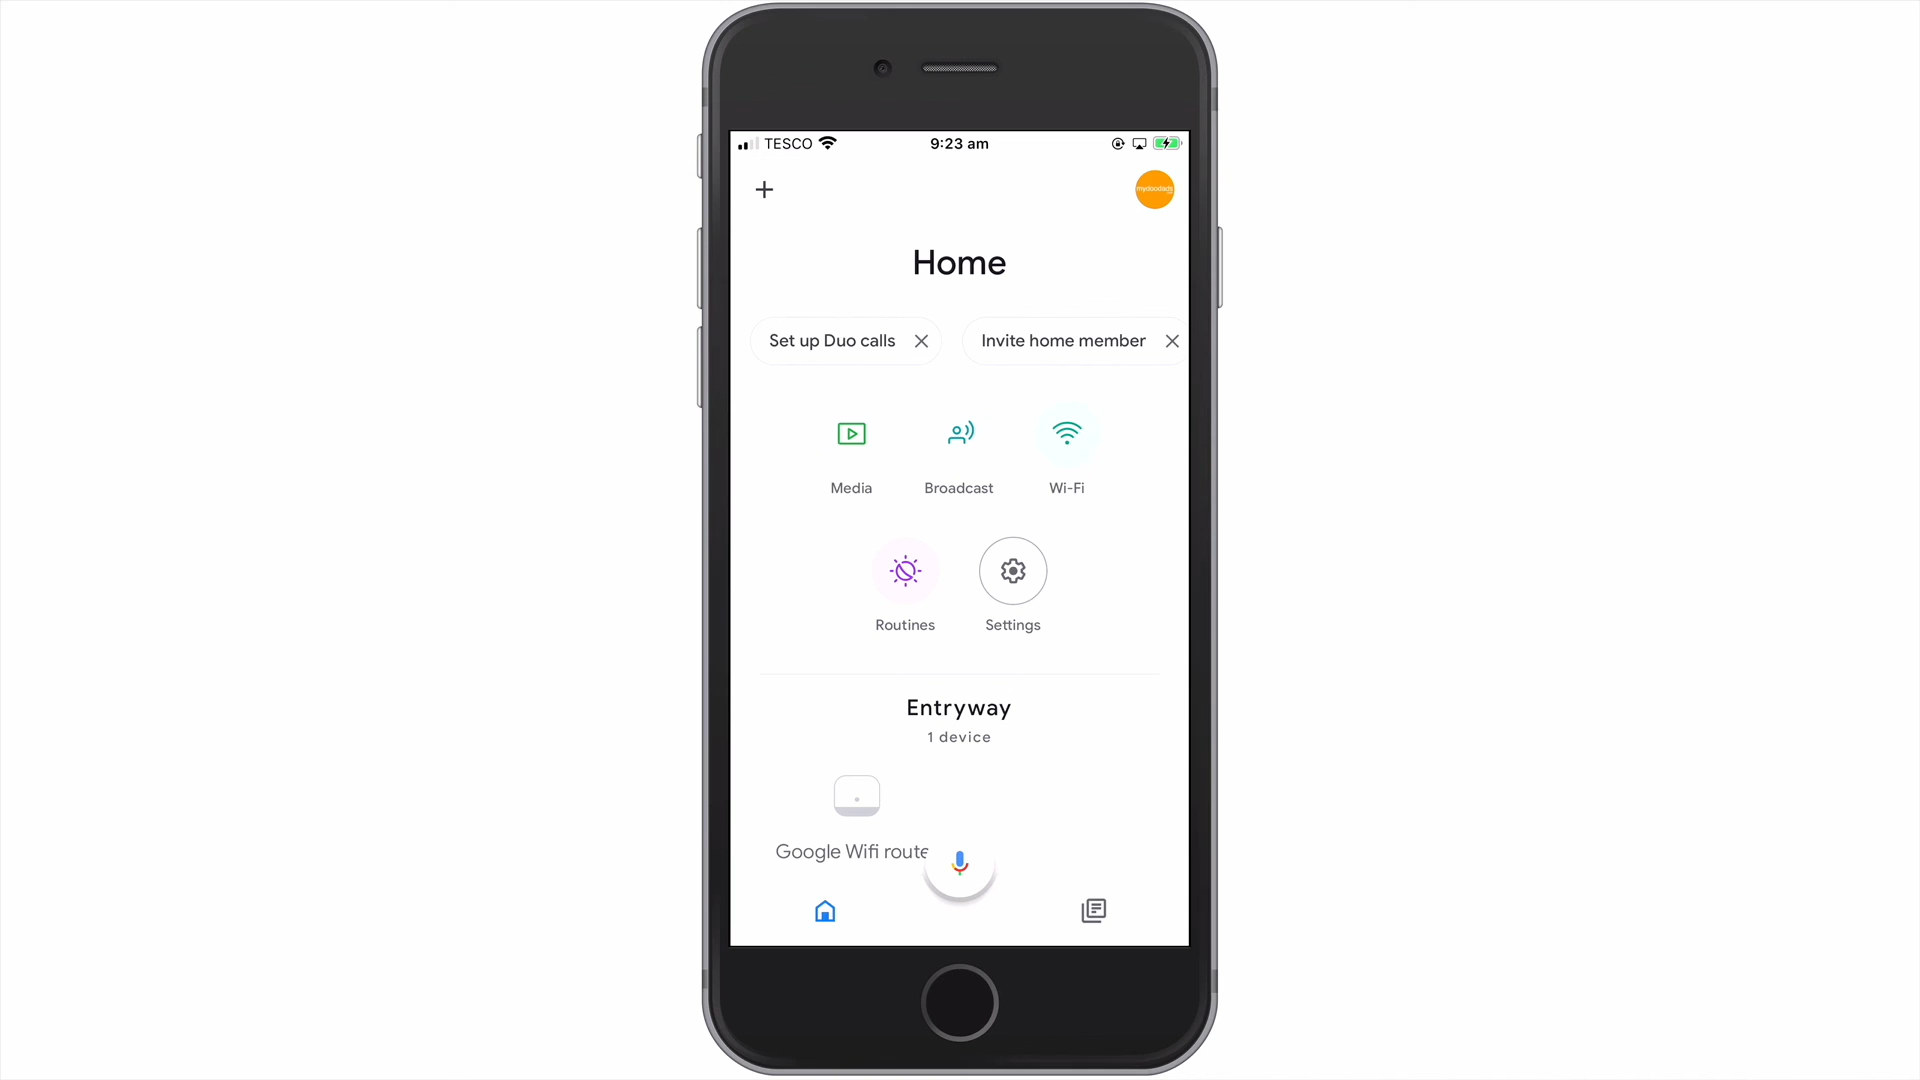 TESCO
9:23 am
mydoodads
Home
Set up Duo calls
Invite home member
Media
Broadcast
Wi-Fi
Routines
Settings
Entryway
1 device
Google Wifi route